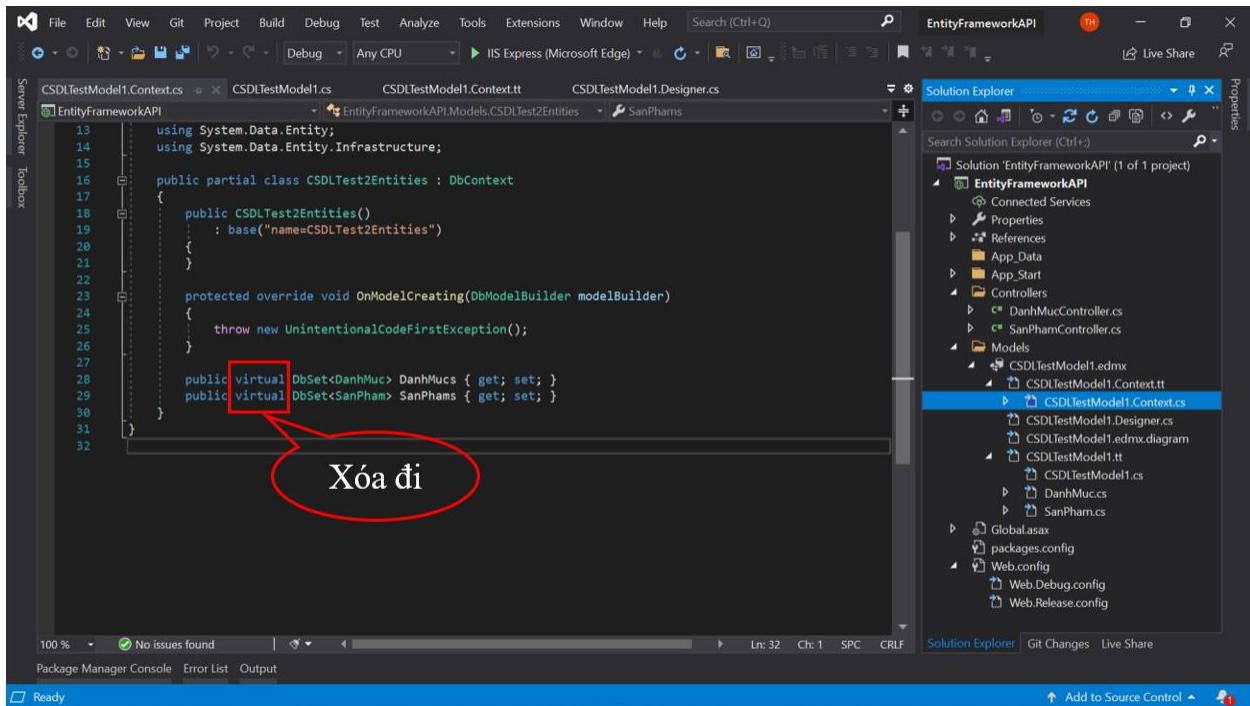 File Edit View Git Project Build Debug Test Analyze Tools Extensions Window Help Search (Ctrl+Q) EntityFrameworkAPI TH
Debug Any CPU IIS Express (Microsoft Edge) Live Share
Server Explorer
Toolbox
CSDLTestModel1.Context.cs CSDLTestModel1.cs CSDLTestModel1.Context.tt CSDLTestModel1.Designer.cs
EntityFrameworkAPI EntityFrameworkAPI.Models.CSDLTest2Entities SanPhams
13 using System.Data.Entity;
14 using System.Data.Entity.Infrastructure;
15
16 public partial class CSDLTest2Entities : DbContext
17 {
18 public CSDLTest2Entities()
19 : base("name=CSDLTest2Entities")
20 {
21 }
22
23 protected override void OnModelCreating(DbModelBuilder modelBuilder)
24 {
25 throw new UnintentionalCodeFirstException();
26 }
27
28 public virtual DbSet<DanhMuc> DanhMucs { get; set; }
29 public virtual DbSet<SanPham> SanPhams { get; set; }
30 }
31 }
32
Xóa đi
100 % No issues found Ln: 32 Ch: 1 SPC CRLF
Package Manager Console Error List Output
Solution Explorer
Search Solution Explorer (Ctrl+;)
Solution 'EntityFrameworkAPI' (1 of 1 project)
EntityFrameworkAPI
Connected Services
Properties
References
App_Data
App_Start
Controllers
C# DanhMucController.cs
C# SanPhamController.cs
Models
CSDLTestModel1.edmx
CSDLTestModel1.Context.tt
CSDLTestModel1.Context.cs
CSDLTestModel1.Designer.cs
CSDLTestModel1.edmx.diagram
CSDLTestModel1.tt
CSDLTestModel1.cs
DanhMuc.cs
SanPham.cs
Global.asax
packages.config
Web.config
Web.Debug.config
Web.Release.config
Solution Explorer Git Changes Live Share
Properties
Ready Add to Source Control 1